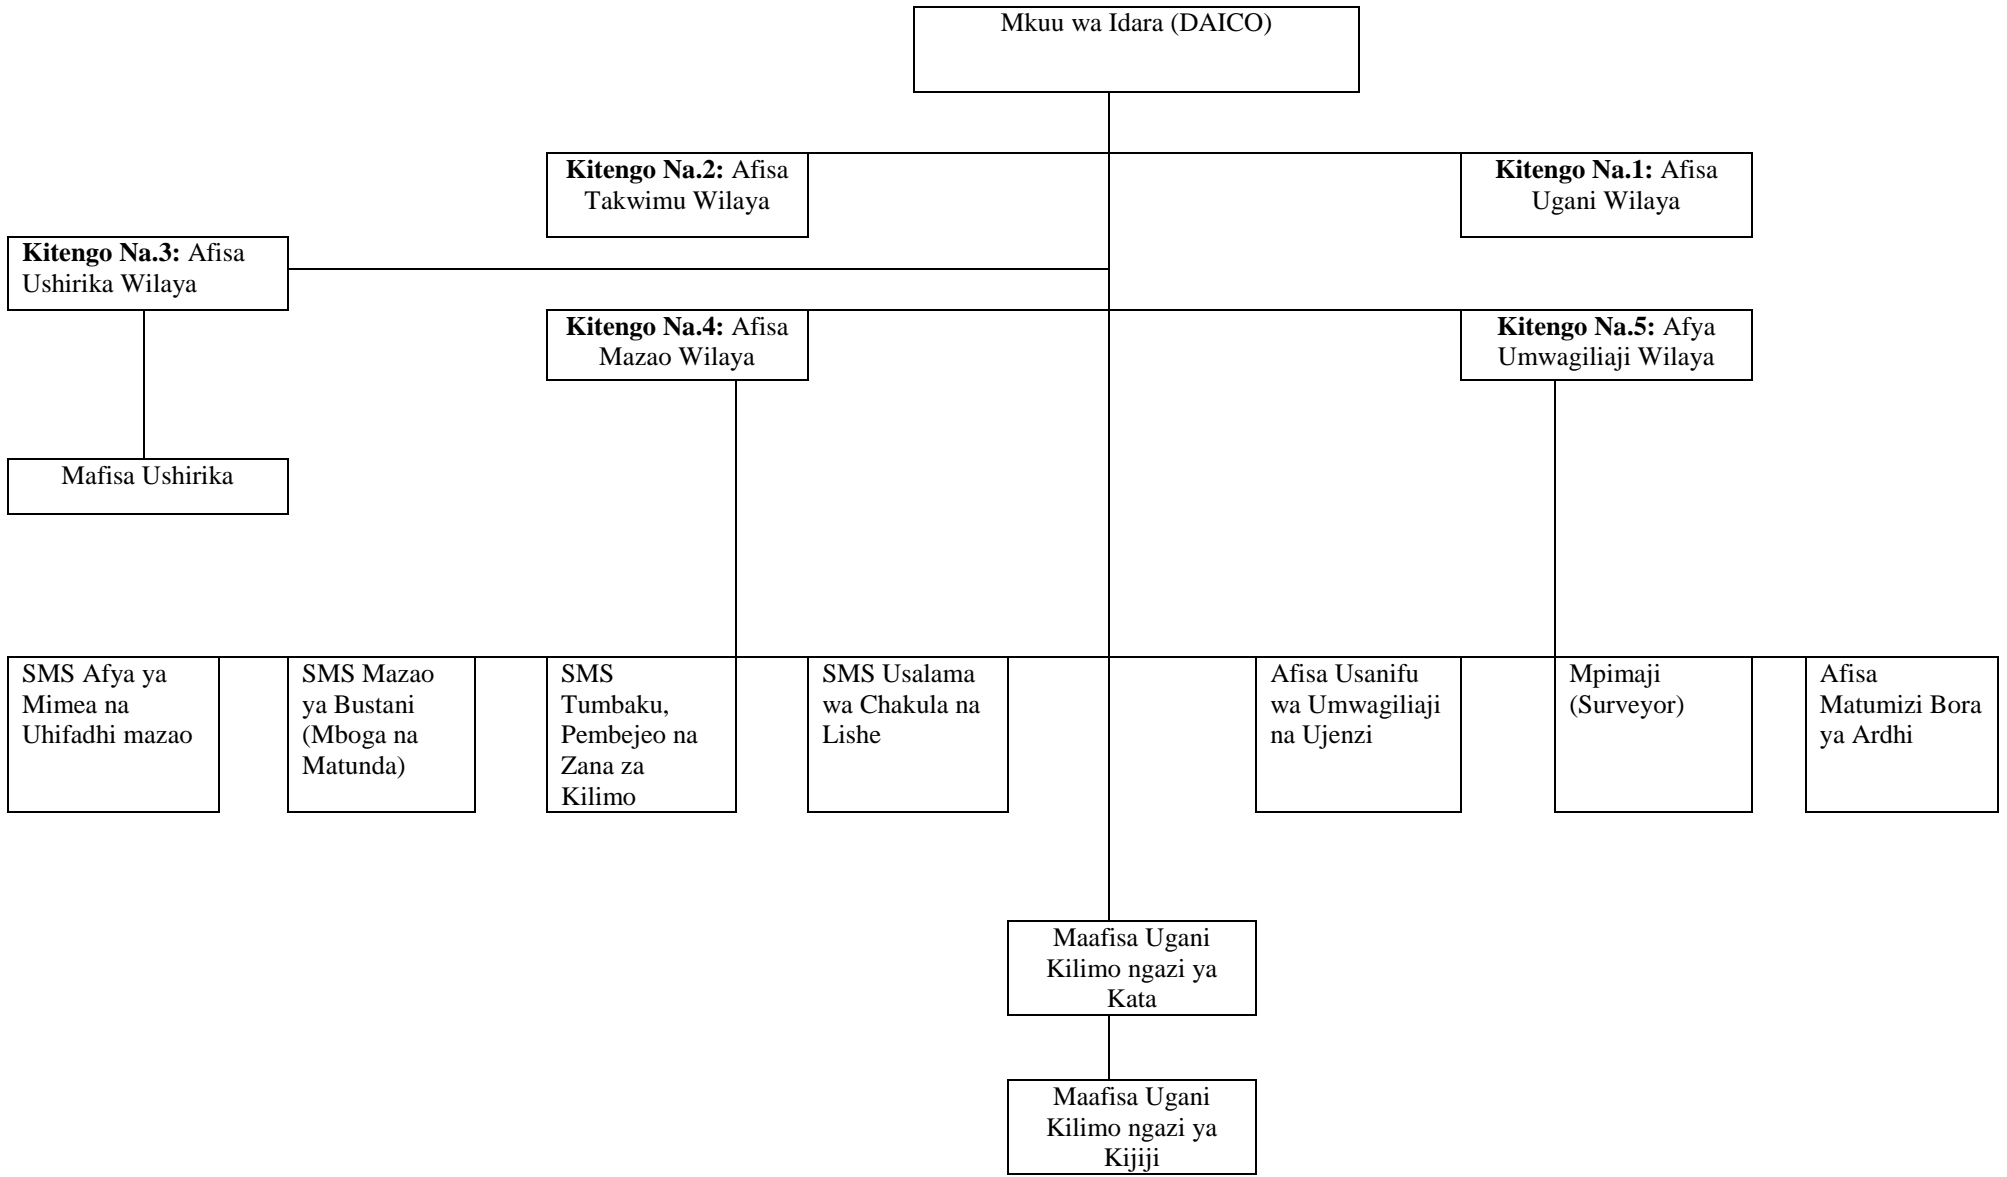 Mkuu wa Idara (DAICO)
Kitengo Na.2: Afisa
Takwimu Wilaya
Kitengo Na.1: Afisa
Ugani Wilaya
Kitengo Na.3: Afisa
Ushirika Wilaya
Kitengo Na.4: Afisa
Mazao Wilaya
Kitengo Na.5: Afya
Umwagiliaji Wilaya
Mafisa Ushirika
SMS Afya ya
Mimea na
Uhifadhi mazao
SMS Mazao
ya Bustani
(Mboga na
Matunda)
SMS
Tumbaku,
Pembejeo na
Zana za
Kilimo
SMS Usalama
wa Chakula na
Lishe
Afisa Usanifu
wa Umwagiliaji
na Ujenzi
Mpimaji
(Surveyor)
Afisa
Matumizi Bora
ya Ardhi
Maafisa Ugani
Kilimo ngazi ya
Kata
Maafisa Ugani
Kilimo ngazi ya
Kijiji